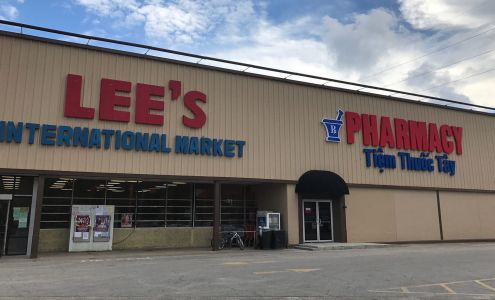 LEE'S
INTERNATIONAL MARKET
PHARMACY
Tiệm Thuốc Tây